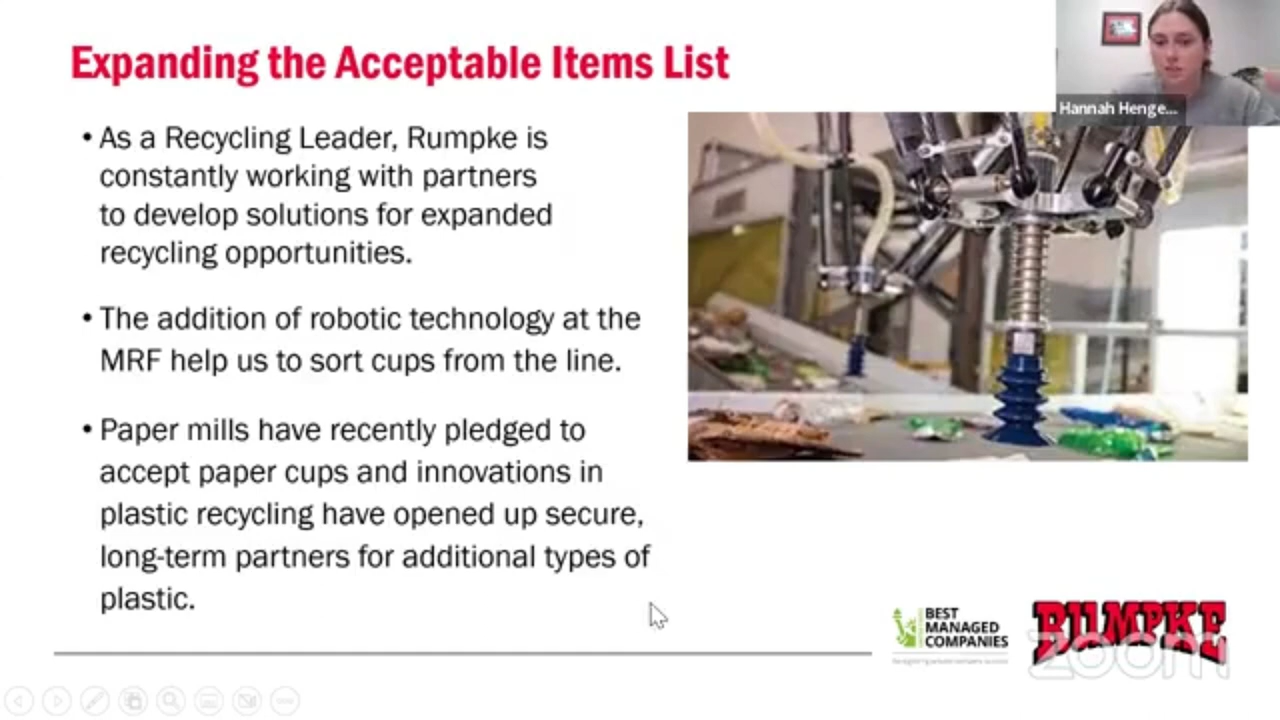 Expanding the Acceptable Items List
Hannah Henge...
• As a Recycling Leader, Rumpke is
constantly working with partners
to develop solutions for expanded
recycling opportunities.
• The addition of robotic technology at the
MRF help us to sort cups from the line.
• Paper mills have recently pledged to
accept paper cups and innovations in
plastic recycling have opened up secure,
long-term partners for additional types of
plastic.
BEST
MANAGED
COMPANIES
RUMPKE
zoom